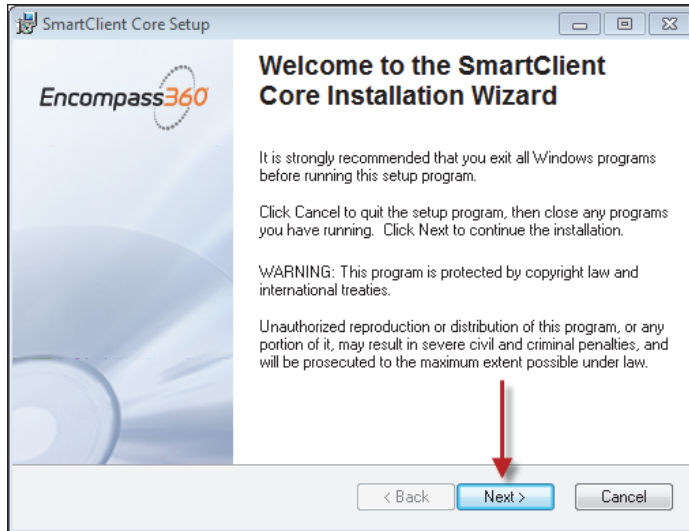 SmartClient Core Setup
Encompass360
Welcome to the SmartClient
Core Installation Wizard
It is strongly recommended that you exit all Windows programs
before running this setup program.
Click Cancel to quit the setup program, then close any programs
you have running.  Click Next to continue the installation.
WARNING: This program is protected by copyright law and
international treaties.
Unauthorized reproduction or distribution of this program, or any
portion of it, may result in severe civil and criminal penalties, and
will be prosecuted to the maximum extent possible under law.
< Back
Next >
Cancel